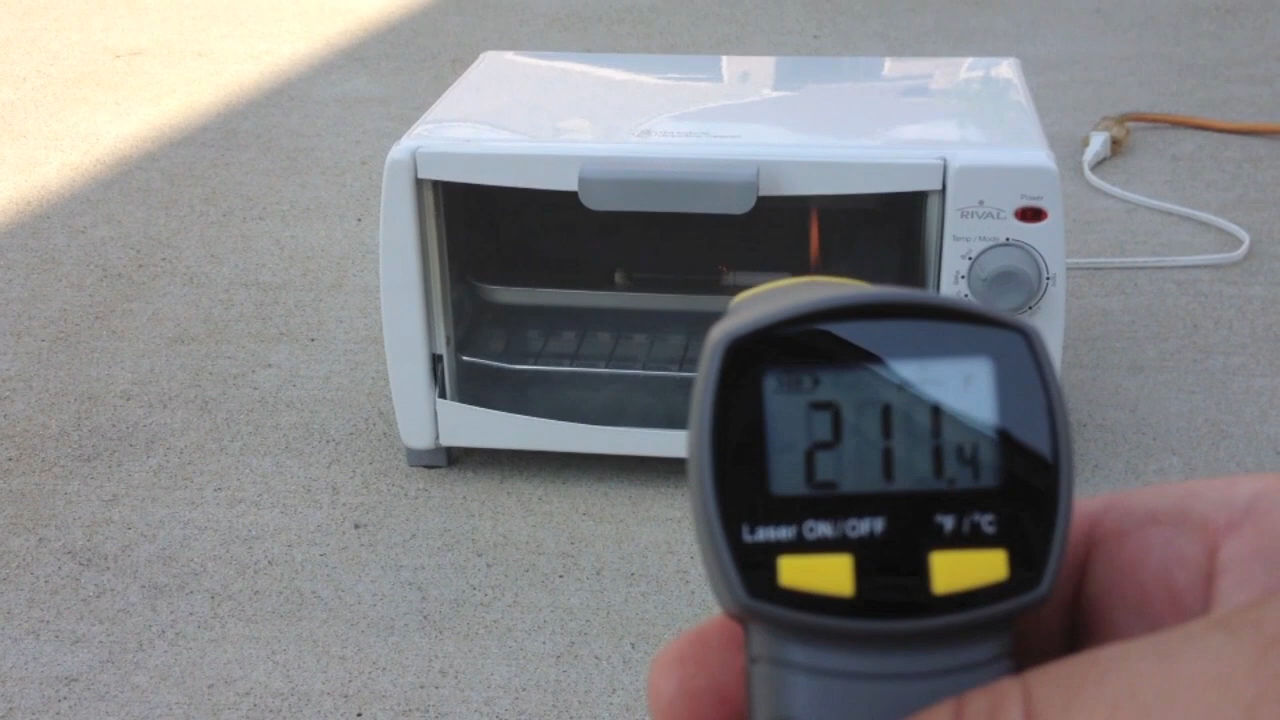 RIVAL
Power
Temp / Mode
211.4
F
Laser ON/OFF
°F / °C